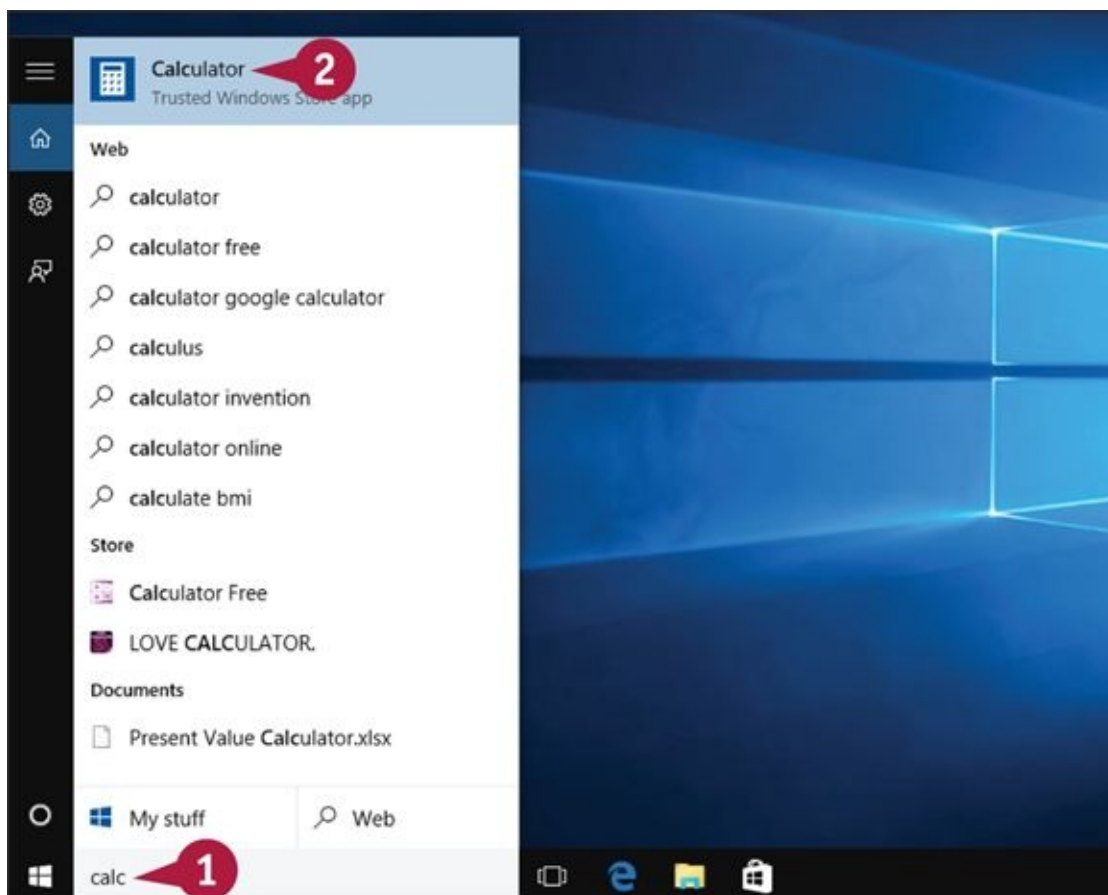 Calculator
2
Trusted Windows Store app
Web
calculator
calculator free
calculator google calculator
calculus
calculator invention
calculator online
calculate bmi
Store
Calculator Free
LOVE CALCULATOR.
Documents
Present Value Calculator.xlsx
My stuff
Web
calc
1